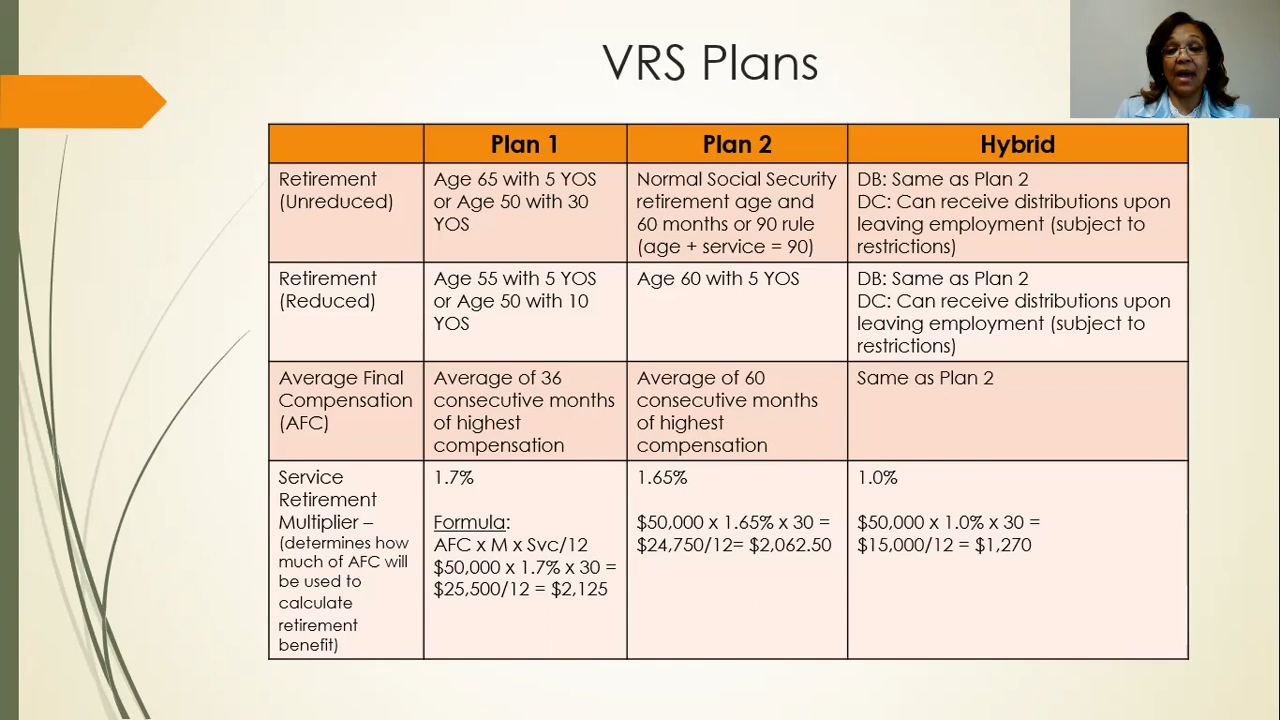 VRS Plans
Plan 1
Plan 2
Hybrid
Retirement
(Unreduced)
Age 65 with 5 YOS
or Age 50 with 30
YOS
Normal Social Security
retirement age and
60 months or 90 rule
(age + service = 90)
DB: Same as Plan 2
DC: Can receive distributions upon
leaving employment (subject to
restrictions)
Retirement
(Reduced)
Age 55 with 5 YOS
or Age 50 with 10
YOS
Age 60 with 5 YOS
DB: Same as Plan 2
DC: Can receive distributions upon
leaving employment (subject to
restrictions)
Average Final
Compensation
(AFC)
Average of 36
consecutive months
of highest
compensation
Average of 60
consecutive months
of highest
compensation
Same as Plan 2
Service
Retirement
Multiplier –
(determines how
much of AFC will
be used to
calculate
retirement
benefit)
1.7%
Formula:
AFC x M x Svc/12
$50,000 x 1.7% x 30 =
$25,500/12 = $2,125
1.65%
$50,000 x 1.65% x 30 =
$24,750/12= $2,062.50
1.0%
$50,000 x 1.0% x 30 =
$15,000/12 = $1,270